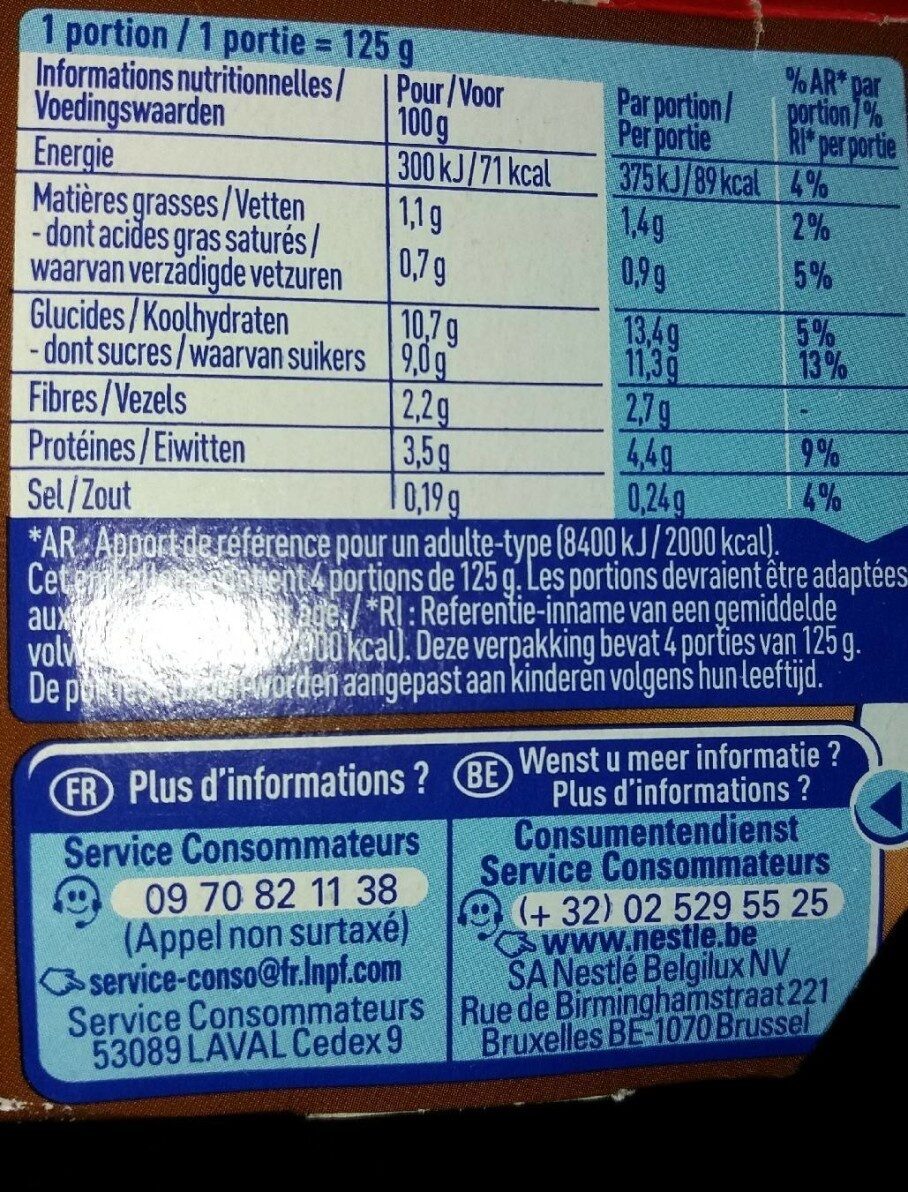 1 portion / 1 portie = 125 g
Informations nutritionnelles / Voedingswaarden Pour / Voor 100 g Par portion / Per portie % AR* par portion / % RI* per portie
Energie 300 kJ / 71 kcal 375 kJ / 89 kcal 4%
Matières grasses / Vetten 1,1 g 1,4 g 2%
- dont acides gras saturés /
waarvan verzadigde vetzuren 0,7 g 0,9 g 5%
Glucides / Koolhydraten 10,7 g 13,4 g 5%
- dont sucres / waarvan suikers 9,0 g 11,3 g 13%
Fibres / Vezels 2,2 g 2,7 g -
Protéines / Eiwitten 3,5 g 4,4 g 9%
Sel / Zout 0,19 g 0,24 g 4%
*AR : Apport de référence pour un adulte-type (8400 kJ / 2000 kcal).
4 portions de 125 g. Les portions devraient être adaptées
aux âge. / *RI : Referentie-inname van een gemiddelde
kcal). Deze verpakking bevat 4 porties van 125 g.
De worden aangepast aan kinderen volgens hun leeftijd.
FR Plus d'informations ?
Service Consommateurs
09 70 82 11 38
(Appel non surtaxé)
service-conso@fr.lnpf.com
Service Consommateurs
53089 LAVAL Cedex 9
BE Wenst u meer informatie ?
Plus d'informations ?
Consumentendienst
Service Consommateurs
(+ 32) 02 529 55 25
www.nestle.be
SA Nestlé Belgilux NV
Rue de Birminghamstraat 221
Bruxelles BE-1070 Brussel